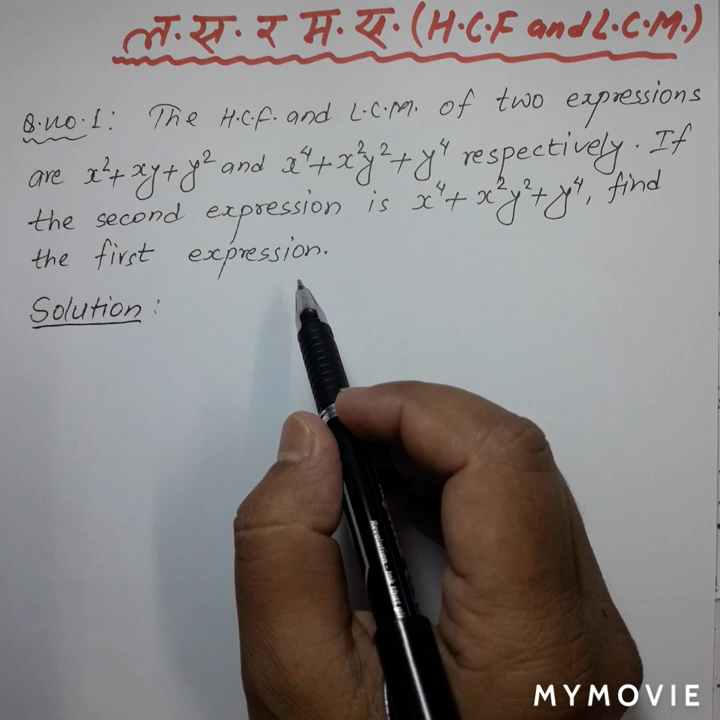 ल.स. र म.स. (H.C.F and L.C.M.)
Q.no.1: The H.C.F. and L.C.M. of two expressions
are x²+xy+y² and x⁴+x²y²+y⁴ respectively. If
the second expression is x⁴+x²y²+y⁴, find
the first expression.
Solution:
MYMOVIE